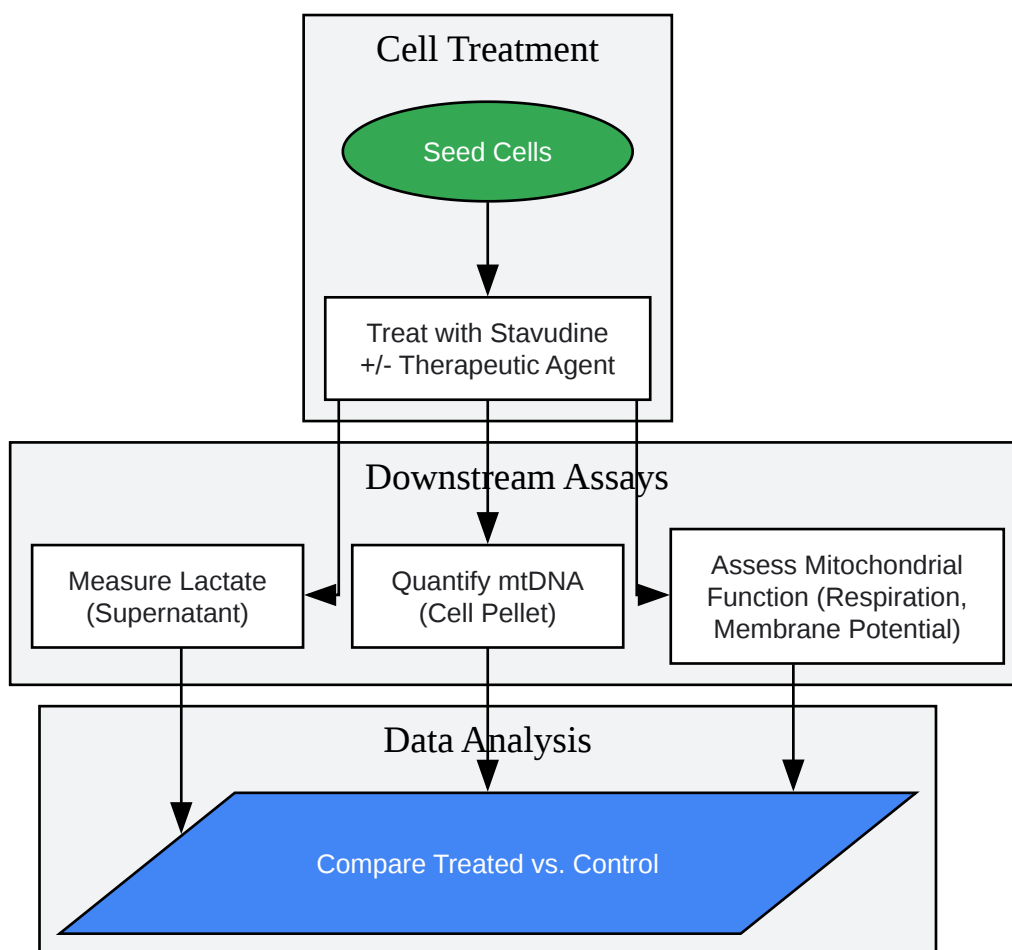 Cell Treatment
Seed Cells
Treat with Stavudine
+/- Therapeutic Agent
Downstream Assays
Measure Lactate
(Supernatant)
Quantify mtDNA
(Cell Pellet)
Assess Mitochondrial
Function (Respiration,
Membrane Potential)
Data Analysis
Compare Treated vs. Control